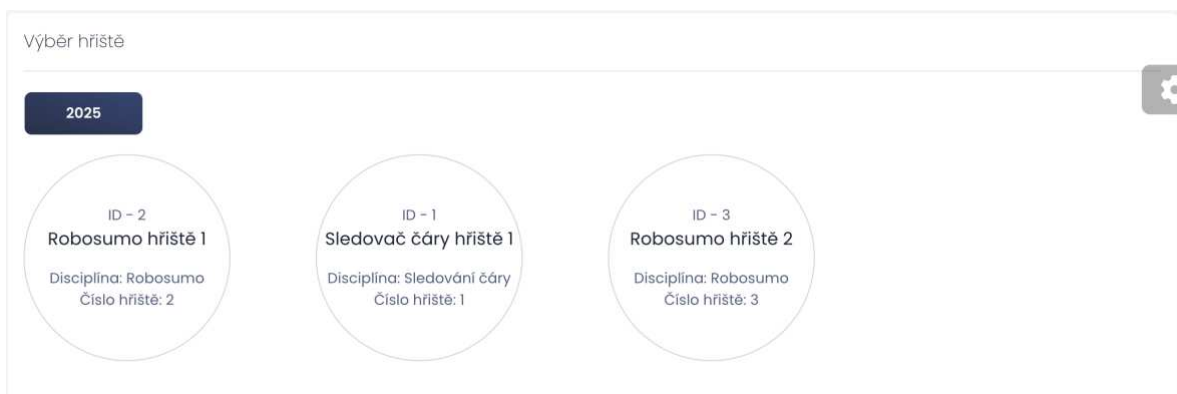 Výběr hřiště
2025
ID - 2
Robosumo hřiště 1
Disciplína: Robosumo
Číslo hřiště: 2
ID - 1
Sledovač čáry hřiště 1
Disciplína: Sledování čáry
Číslo hřiště: 1
ID - 3
Robosumo hřiště 2
Disciplína: Robosumo
Číslo hřiště: 3